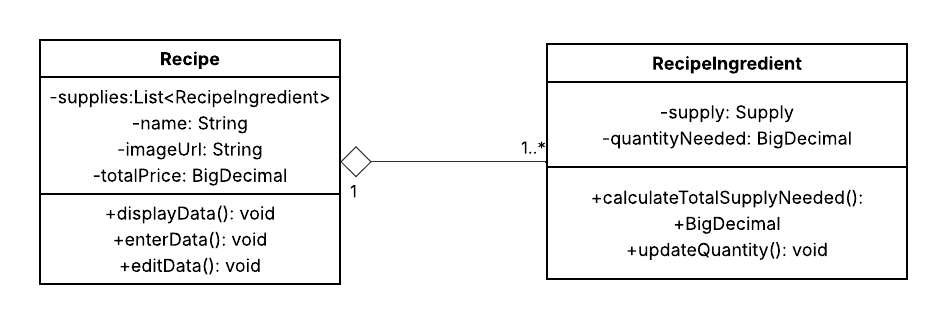 Recipe
-supplies:List<RecipeIngredient>
-name: String
-imageUrl: String
-totalPrice: BigDecimal
+displayData(): void
+enterData(): void
+editData(): void
1
1..*
RecipeIngredient
-supply: Supply
-quantityNeeded: BigDecimal
+calculateTotalSupplyNeeded():
+BigDecimal
+updateQuantity(): void